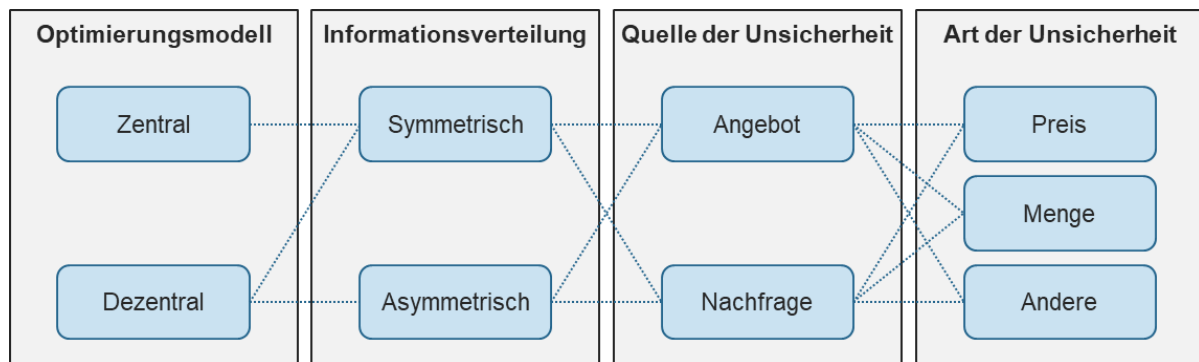 Optimierungsmodell
Zentral
Dezentral
Informationsverteilung
Symmetrisch
Asymmetrisch
Quelle der Unsicherheit
Angebot
Nachfrage
Art der Unsicherheit
Preis
Menge
Andere